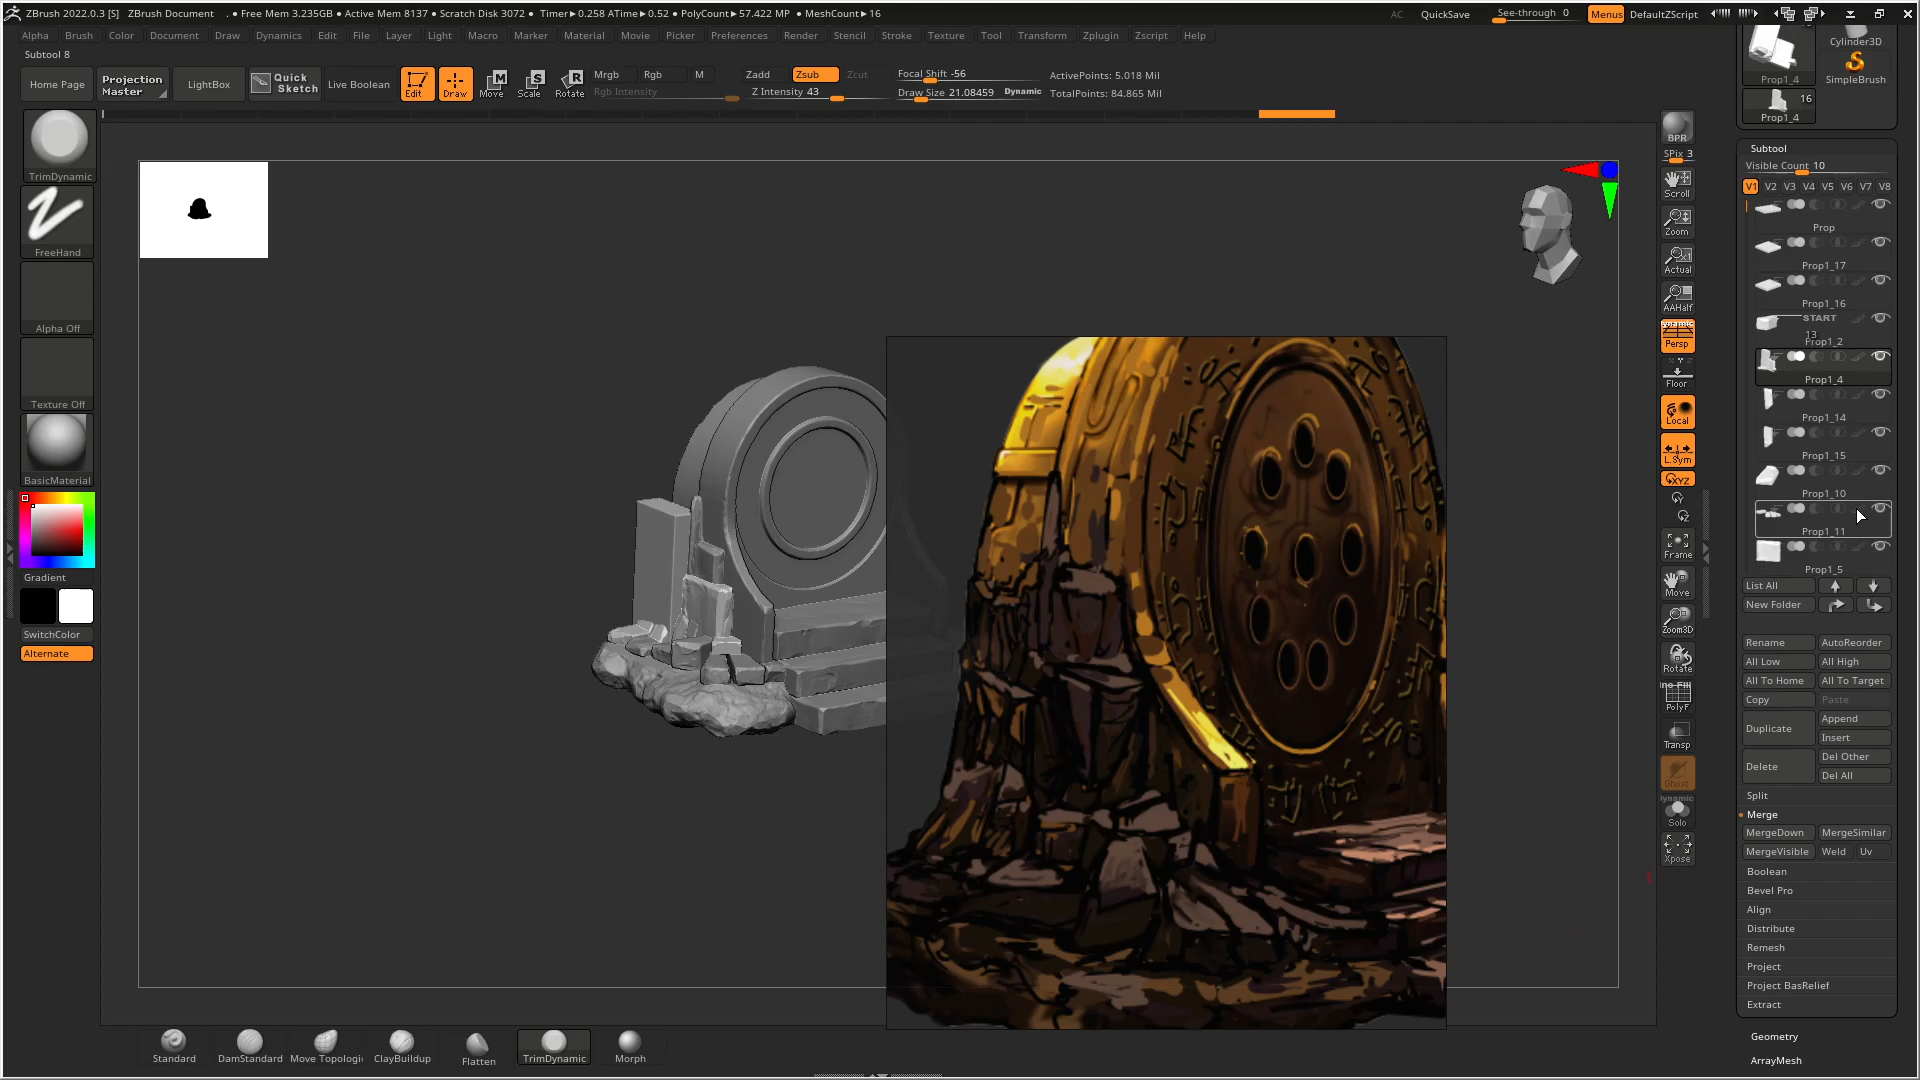 ZBrush 2022.0.3 [S] ZBrush Document . ● Free Mem 3.235GB ● Active Mem 8137 ● Scratch Disk 3072 ● Timer▶0.258 ATime▶0.52 ● PolyCount▶57.422 MP ● MeshCount▶16 AC QuickSave See-through 0 Menus DefaultZScript
Alpha Brush Color Document Draw Dynamics Edit File Layer Light Macro Marker Material Movie Picker Preferences Render Stencil Stroke Texture Tool Transform Zplugin Zscript Help
Subtool 8
Home Page Projection Master LightBox Quick Sketch Live Boolean Edit Draw Move Scale Rotate
Mrgb Rgb M Zadd Zsub Zcut Focal Shift -56 ActivePoints: 5.018 Mil
Rgb Intensity Z Intensity 43 Draw Size 21.08459 Dynamic TotalPoints: 84.865 Mil
TrimDynamic
FreeHand
Alpha Off
Texture Off
BasicMaterial
Gradient
SwitchColor
Alternate
BPR
SPix 3
Scroll
Zoom
Actual
AAHalf
Dynamic
Persp
Floor
Local
L.Sym
XYZ
Frame
Move
Zoom3D
Rotate
PolyF
Transp
Ghost
Dynamic
Solo
Xpose
Cylinder3D
Prop1_4 SimpleBrush
16
Prop1_4
Subtool
Visible Count 10
V1 V2 V3 V4 V5 V6 V7 V8
Prop
Prop1_17
Prop1_16
START
13
Prop1_2
Prop1_4
Prop1_14
Prop1_15
Prop1_10
Prop1_11
Prop1_5
List All
New Folder
Rename AutoReorder
All Low All High
All To Home All To Target
Copy Paste
Duplicate Append
Insert
Delete Del Other
Del All
Split
Merge
MergeDown MergeSimilar
MergeVisible Weld Uv
Boolean
Bevel Pro
Align
Distribute
Remesh
Project
Project BasRelief
Extract
Geometry
ArrayMesh
Standard DamStandard Move Topologi ClayBuildup Flatten TrimDynamic Morph